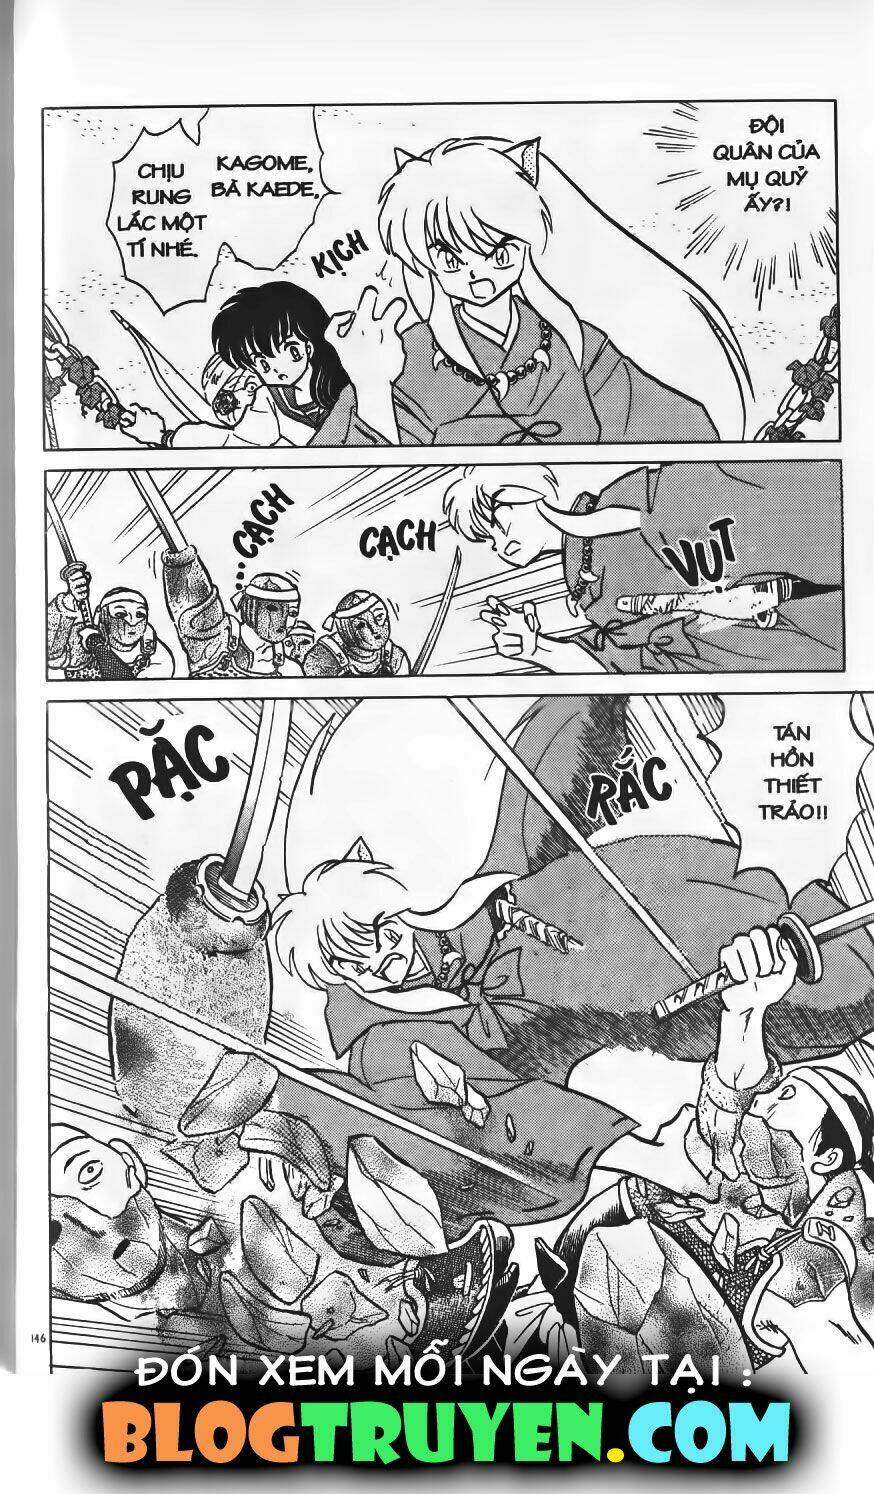 ĐỘI
QUÂN CỦA
MỤ QUỶ
ẤY?!
KAGOME,
BÀ KAEDE,
CHỊU
RUNG
LẮC MỘT
TÍ NHÉ.
KỊCH
...CẠCH
CẠCH
VỤT
PẶC
RẮC
TÁN
HỒN
THIẾT
TRẢO!!
146
ĐÓN XEM MỖI NGÀY TẠI :
BLOGTRUYEN.COM